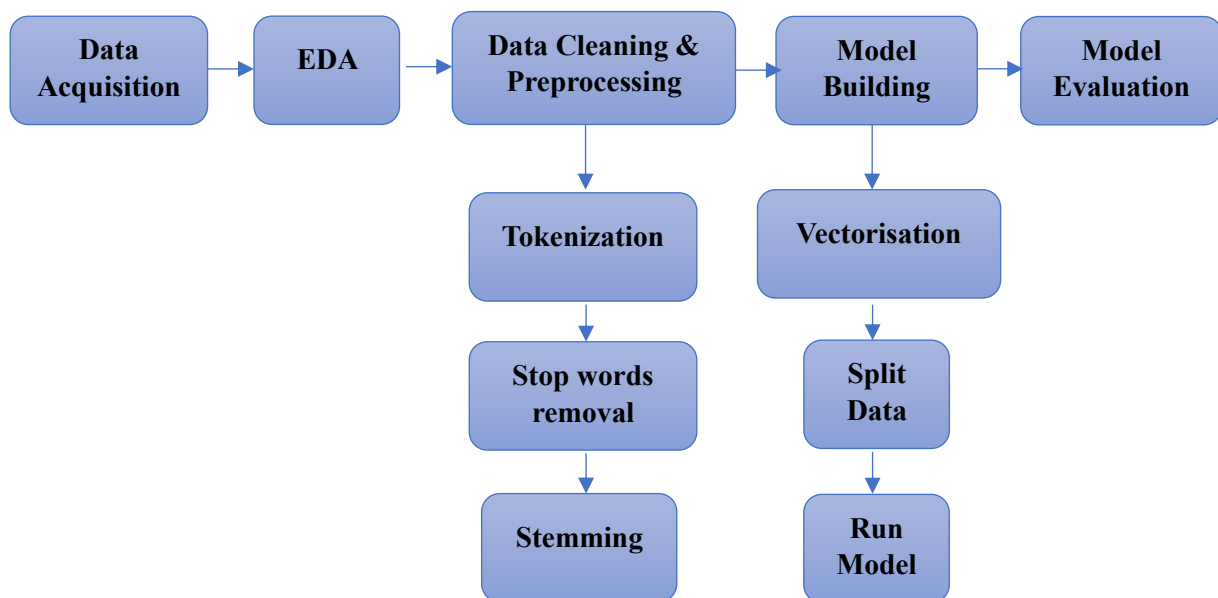 Data
Acquisition
EDA
Data Cleaning &
Preprocessing
Model
Building
Model
Evaluation
Tokenization
Vectorisation
Stop words
removal
Split
Data
Stemming
Run
Model